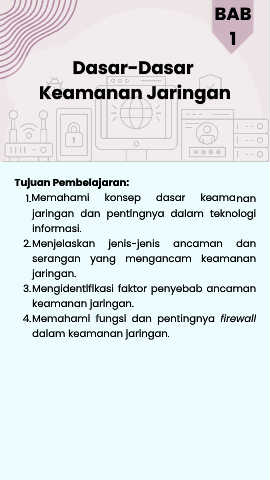 BAB
1
Dasar-Dasar
Keamanan Jaringan
Tujuan Pembelajaran:
1. Memahami konsep dasar keamanan
jaringan dan pentingnya dalam teknologi
informasi.
2. Menjelaskan jenis-jenis ancaman dan
serangan yang mengancam keamanan
jaringan.
3. Mengidentifikasi faktor penyebab ancaman
keamanan jaringan.
4. Memahami fungsi dan pentingnya firewall
dalam keamanan jaringan.